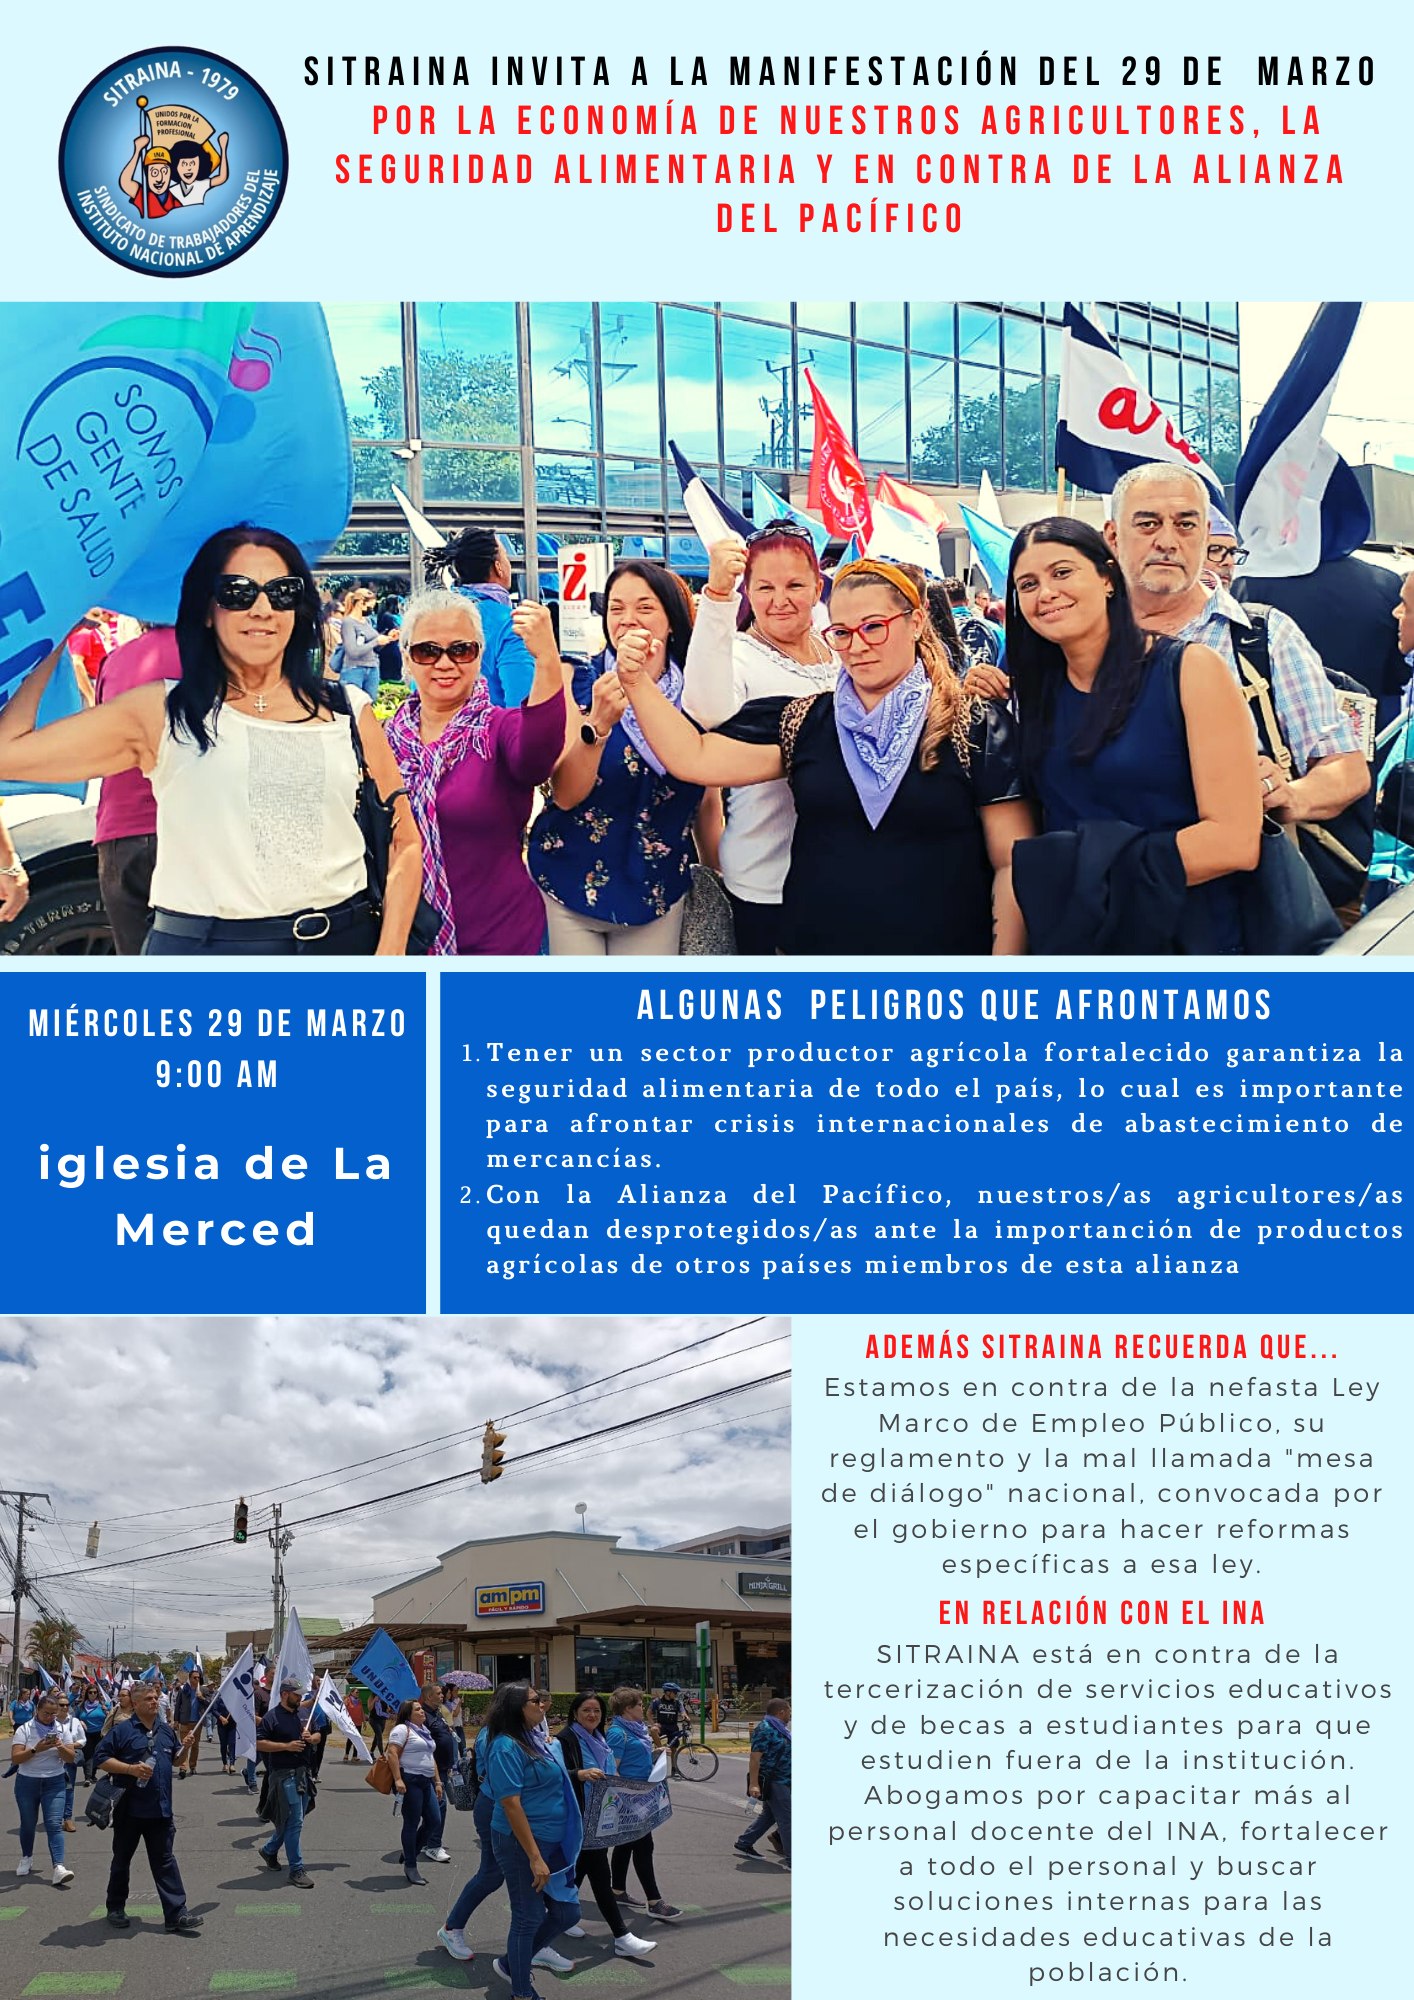 SITRAINA - 1979
UNIDOS POR LA
FORMACION
PROFESIONAL
INA
SINDICATO DE TRABAJADORES DEL
INSTITUTO NACIONAL DE APRENDIZAJE
SITRAINA INVITA A LA MANIFESTACIÓN DEL 29 DE MARZO
POR LA ECONOMÍA DE NUESTROS AGRICULTORES, LA
SEGURIDAD ALIMENTARIA Y EN CONTRA DE LA ALIANZA
DEL PACÍFICO
SOMOS
GENTE
DE SALUD
MIÉRCOLES 29 DE MARZO
9:00 AM
iglesia de La
Merced
ALGUNAS PELIGROS QUE AFRONTAMOS
1. Tener un sector productor agrícola fortalecido garantiza la
seguridad alimentaria de todo el país, lo cual es importante
para afrontar crisis internacionales de abastecimiento de
mercancías.
2. Con la Alianza del Pacífico, nuestros/as agricultores/as
quedan desprotegidos/as ante la importanción de productos
agrícolas de otros países miembros de esta alianza
am pm
FÁCIL Y RÁPIDO
NINJA GRILL
UNDECA
ADEMÁS SITRAINA RECUERDA QUE...
Estamos en contra de la nefasta Ley
Marco de Empleo Público, su
reglamento y la mal llamada "mesa
de diálogo" nacional, convocada por
el gobierno para hacer reformas
específicas a esa ley.
EN RELACIÓN CON EL INA
SITRAINA está en contra de la
tercerización de servicios educativos
y de becas a estudiantes para que
estudien fuera de la institución.
Abogamos por capacitar más al
personal docente del INA, fortalecer
a todo el personal y buscar
soluciones internas para las
necesidades educativas de la
población.